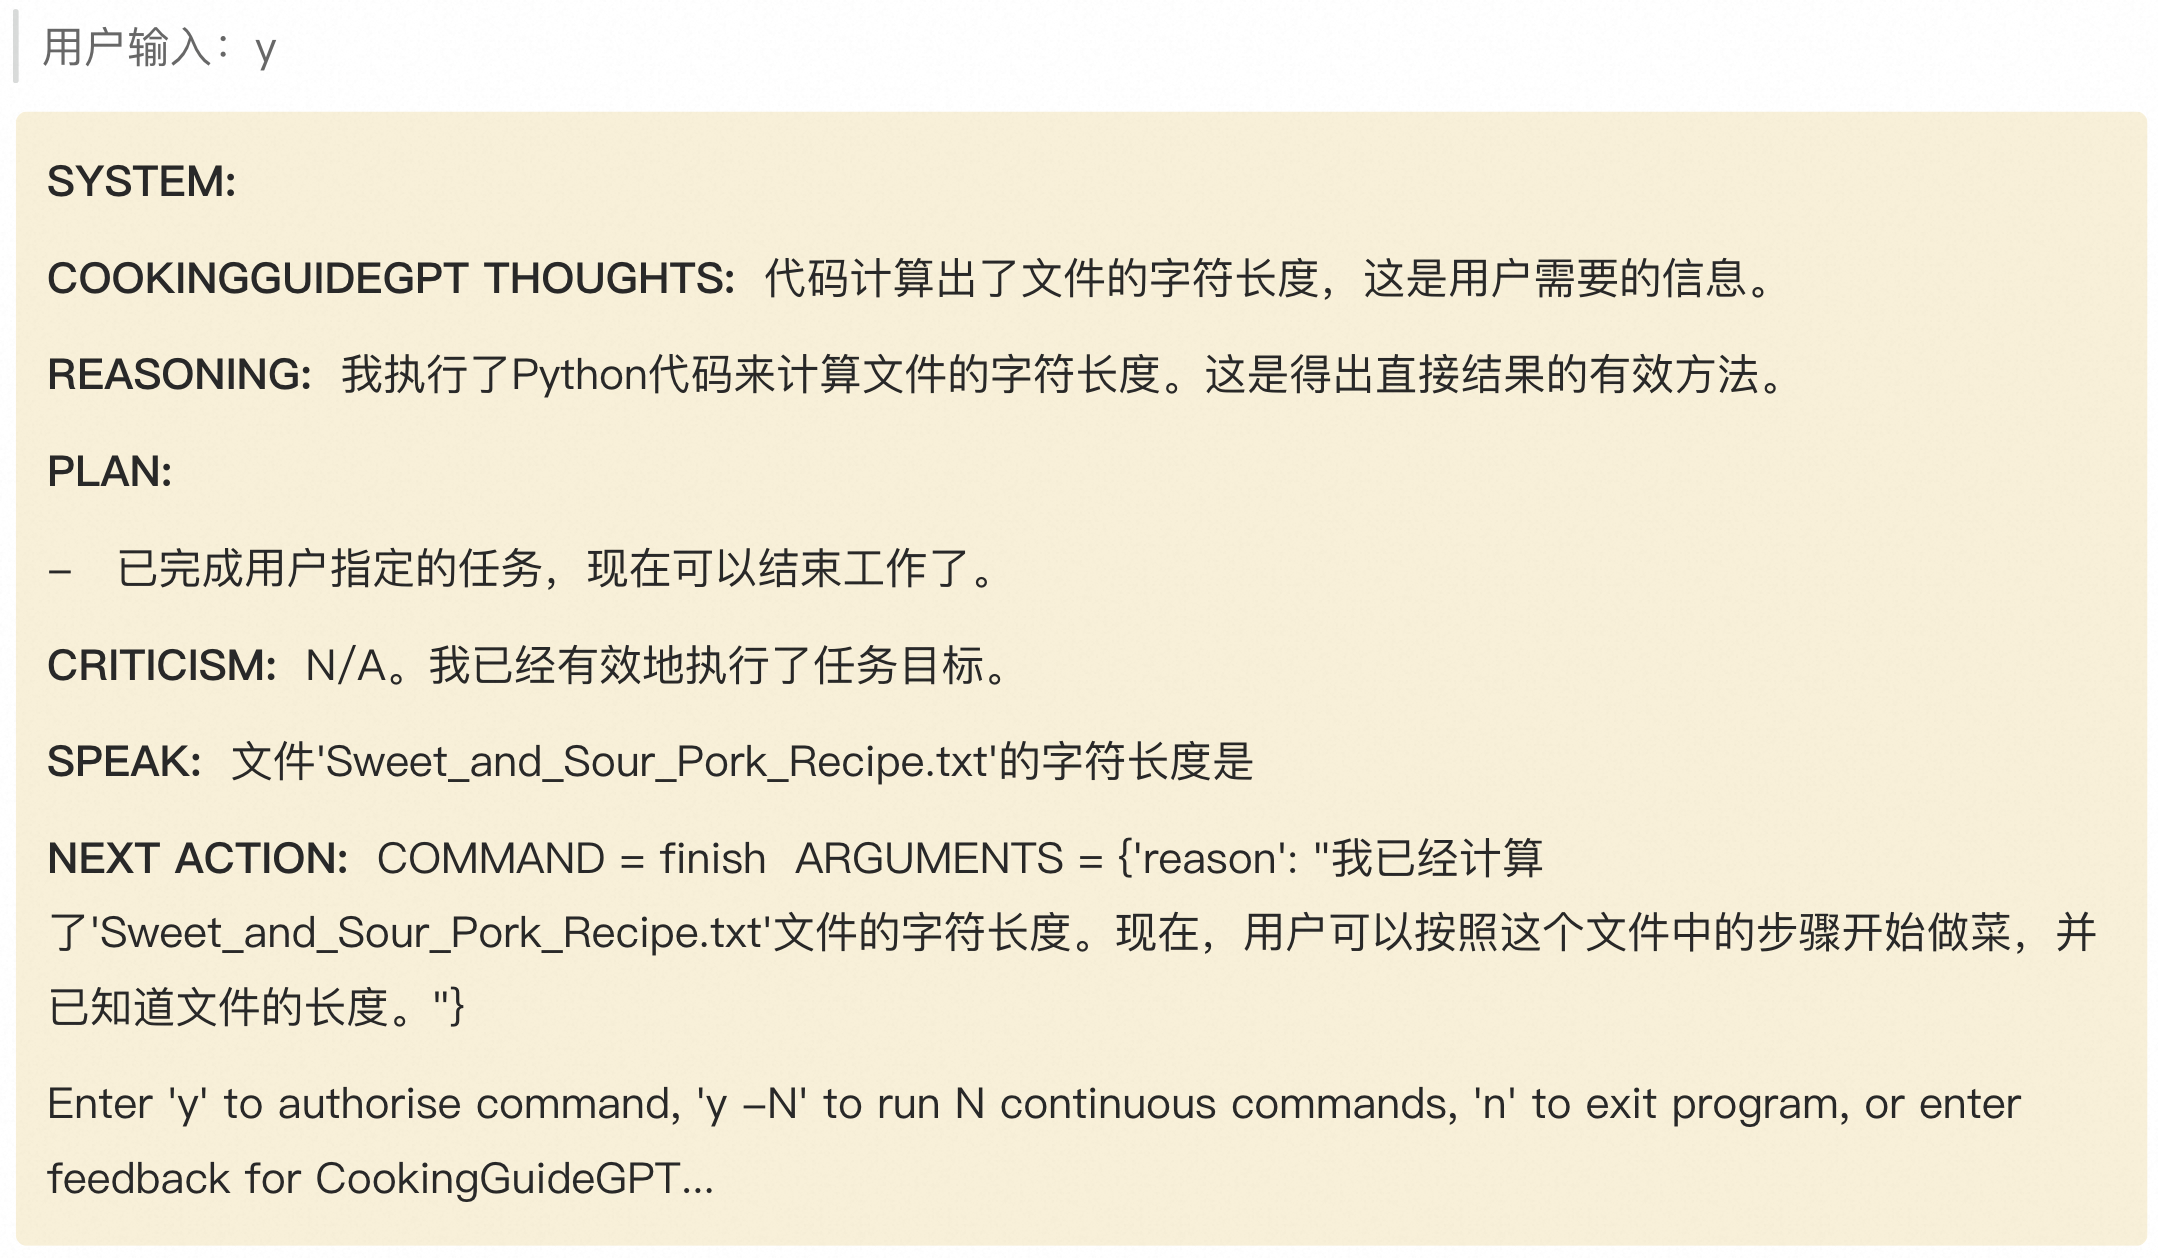 用户输入：y
SYSTEM:
COOKINGGUIDEGPT THOUGHTS: 代码计算出了文件的字符长度，这是用户需要的信息。
REASONING: 我执行了Python代码来计算文件的字符长度。这是得出直接结果的有效方法。
PLAN:
– 已完成用户指定的任务，现在可以结束工作了。
CRITICISM: N/A。我已经有效地执行了任务目标。
SPEAK: 文件'Sweet_and_Sour_Pork_Recipe.txt'的字符长度是
NEXT ACTION: COMMAND = finish ARGUMENTS = {'reason': "我已经计算
了'Sweet_and_Sour_Pork_Recipe.txt'文件的字符长度。现在，用户可以按照这个文件中的步骤开始做菜，并
已知道文件的长度。"}
Enter 'y' to authorise command, 'y –N' to run N continuous commands, 'n' to exit program, or enter
feedback for CookingGuideGPT...